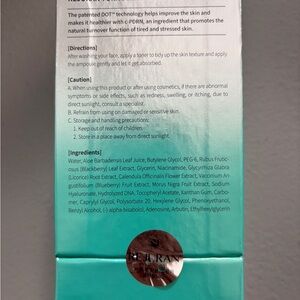 The patented DOT™ technology helps improve the skin and
makes it healthier with c-PDRN, an ingredient that promotes the
natural turnover function of tired and stressed skin.
[Directions]
After washing your face, apply a toner to tidy up the skin texture and apply
the ampoule gently and let it get absorbed.
[Caution]
A. When using this product or after using cosmetics, if there are abnormal
symptoms or side effects, such as redness, swelling, or itching, due to
direct sunlight, consult a specialist.
B. Refrain from using on damaged or sensitive skin.
C. Storage and handling precautions:
1. Keep out of reach of children.
2. Store in a place away from direct sunlight.
[Ingredients]
Water, Aloe Barbadensis Leaf Juice, Butylene Glycol, PEG-6, Rubus Frutic-
osus (Blackberry) Leaf Extract, Glycerin, Niacinamide, Glycyrrhiza Glabra
(Licorice) Root Extract, Calendula Officinalis Flower Extract, Vaccinium An-
gustifolium (Blueberry) Fruit Extract, Morus Nigra Fruit Extract, Sodium
Hyaluronate, Hydrolyzed DNA, Tocopheryl Acetate, Xanthan Gum, Carbo-
mer, Caprylyl Glycol, Polysorbate 20, Hexylene Glycol, Phenoxyethanol,
Benzyl Alcohol, (-)-alpha-bisabolol, Adenosine, Arbutin, Ethylhexylglycerin
REJURAN